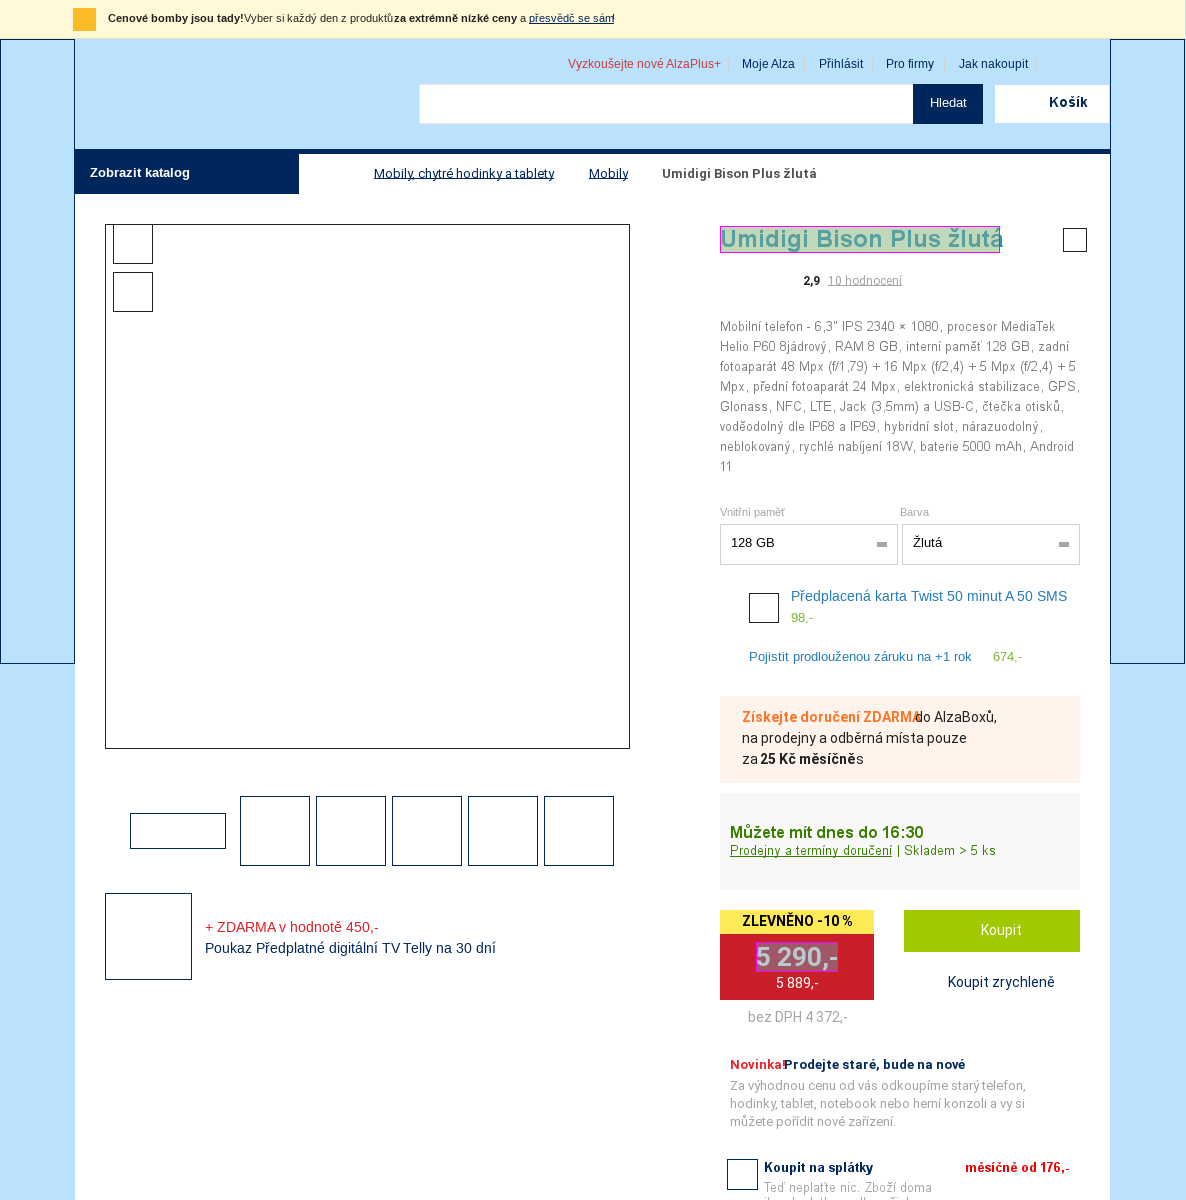 Cenové bomby jsou tady! Vyber si každý den z produktů za extrémně nízké ceny a přesvědč se sám!
Vyzkoušejte nové AlzaPlus+ Moje Alza Přihlásit Pro firmy Jak nakoupit
Hledat Košík
Zobrazit katalog Mobily, chytré hodinky a tablety Mobily Umidigi Bison Plus žlutá
Umidigi Bison Plus žlutá
2,9 10 hodnocení
Mobilní telefon - 6,3" IPS 2340 × 1080, procesor MediaTek
Helio P60 8jádrový, RAM 8 GB, interní paměť 128 GB, zadní
fotoaparát 48 Mpx (f/1,79) + 16 Mpx (f/2,4) + 5 Mpx (f/2,4) + 5
Mpx, přední fotoaparát 24 Mpx, elektronická stabilizace, GPS,
Glonass, NFC, LTE, Jack (3,5mm) a USB-C, čtečka otisků,
voděodolný dle IP68 a IP69, hybridní slot, nárazuodolný,
neblokovaný, rychlé nabíjení 18W, baterie 5000 mAh, Android
11
Vnitřní paměť Barva
128 GB Žlutá
Předplacená karta Twist 50 minut A 50 SMS
98,-
Pojistit prodlouženou záruku na +1 rok 674,-
Získejte doručení ZDARMA do AlzaBoxů,
na prodejny a odběrná místa pouze
za 25 Kč měsíčně s
Můžete mít dnes do 16:30
Prodejny a termíny doručení | Skladem > 5 ks
+ ZDARMA v hodnotě 450,-
Poukaz Předplatné digitální TV Telly na 30 dní
ZLEVNĚNO -10 %
5 290,-
5 889,-
bez DPH 4 372,-
Koupit
Koupit zrychleně
Novinka! Prodejte staré, bude na nové
Za výhodnou cenu od vás odkoupíme starý telefon,
hodinky, tablet, notebook nebo herní konzoli a vy si
můžete pořídit nové zařízení.
Koupit na splátky měsíčně od 176,-
Teď neplaťte nic. Zboží doma